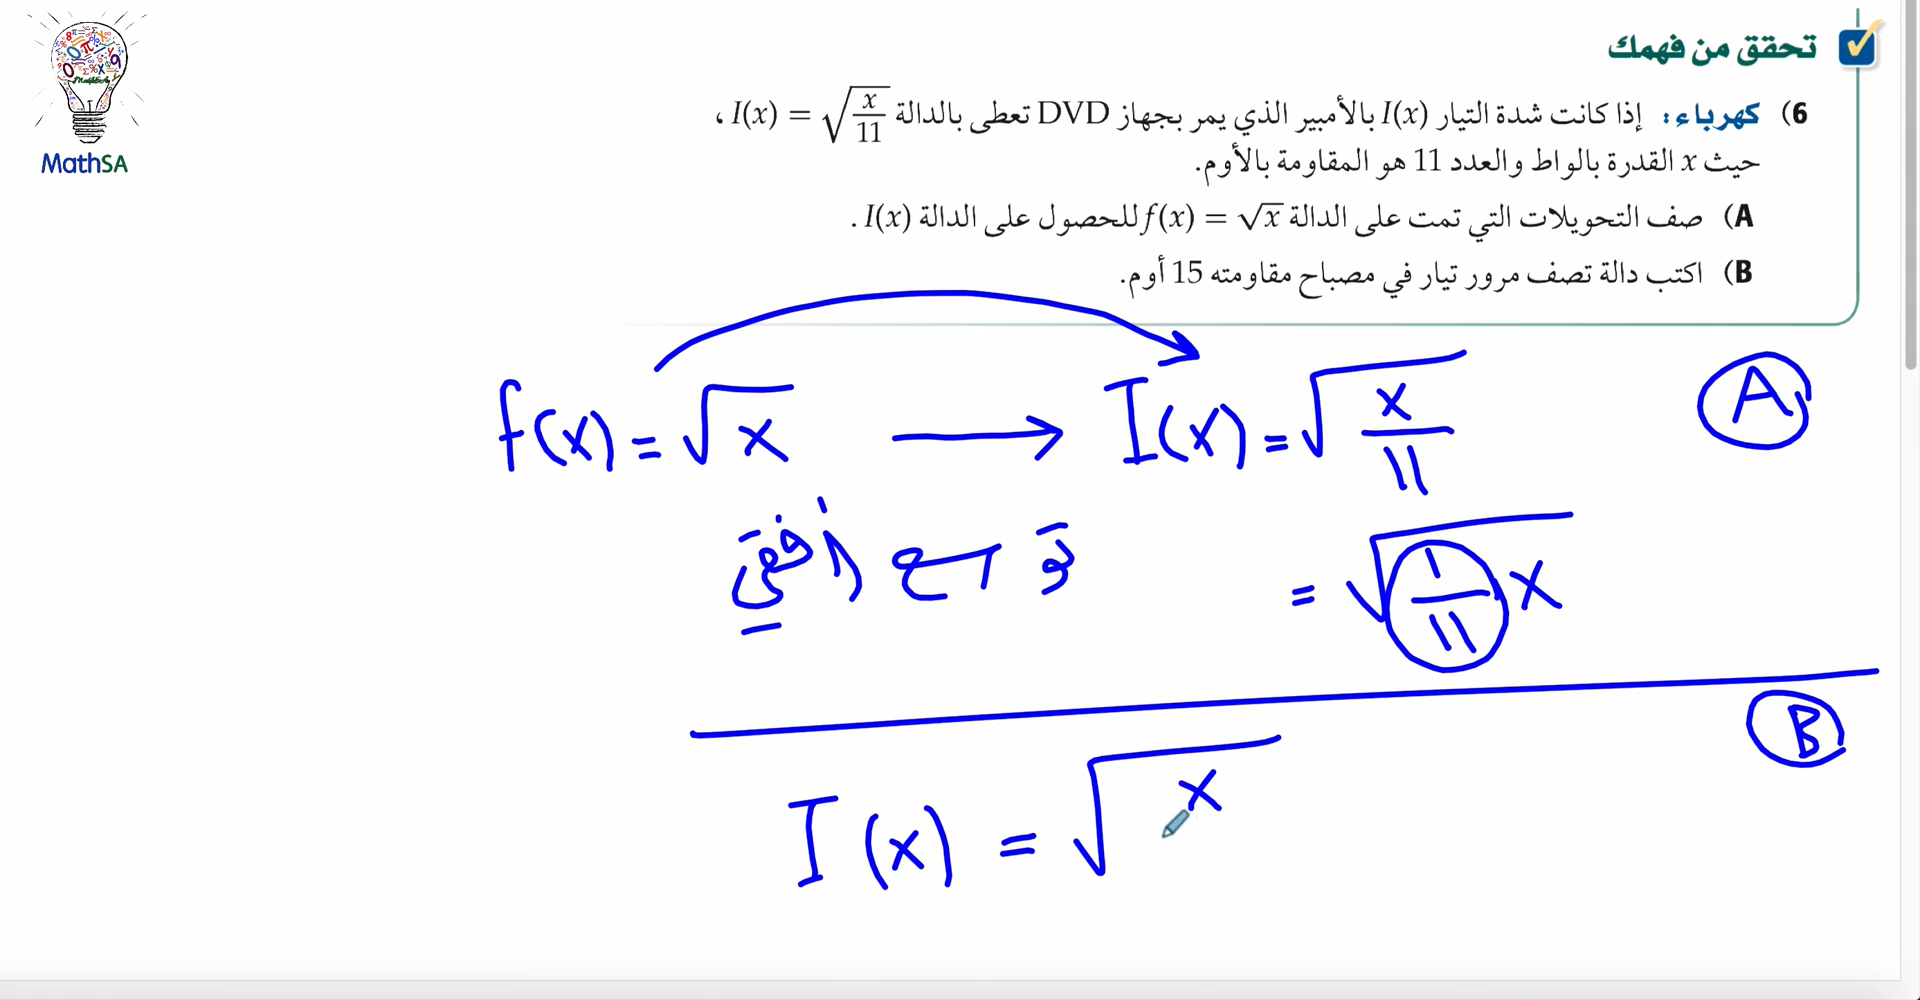 تحقق من فهمك
6) كهرباء: إذا كانت شدة التيار I(x) بالأمبير الذي يمر بجهاز DVD تعطى بالدالة I(x) = √(x/11) ،
حيث x القدرة بالواط والعدد 11 هو المقاومة بالأوم.
A) صف التحويلات التي تمت على الدالة f(x) = √x للحصول على الدالة I(x) .
B) اكتب دالة تصف مرور تيار في مصباح مقاومته 15 أوم.
MathSA
A
f(x) = √x → I(x) = √(x/11)
توسع أفقي
= √(1/11 x)
B
I(x) = √x